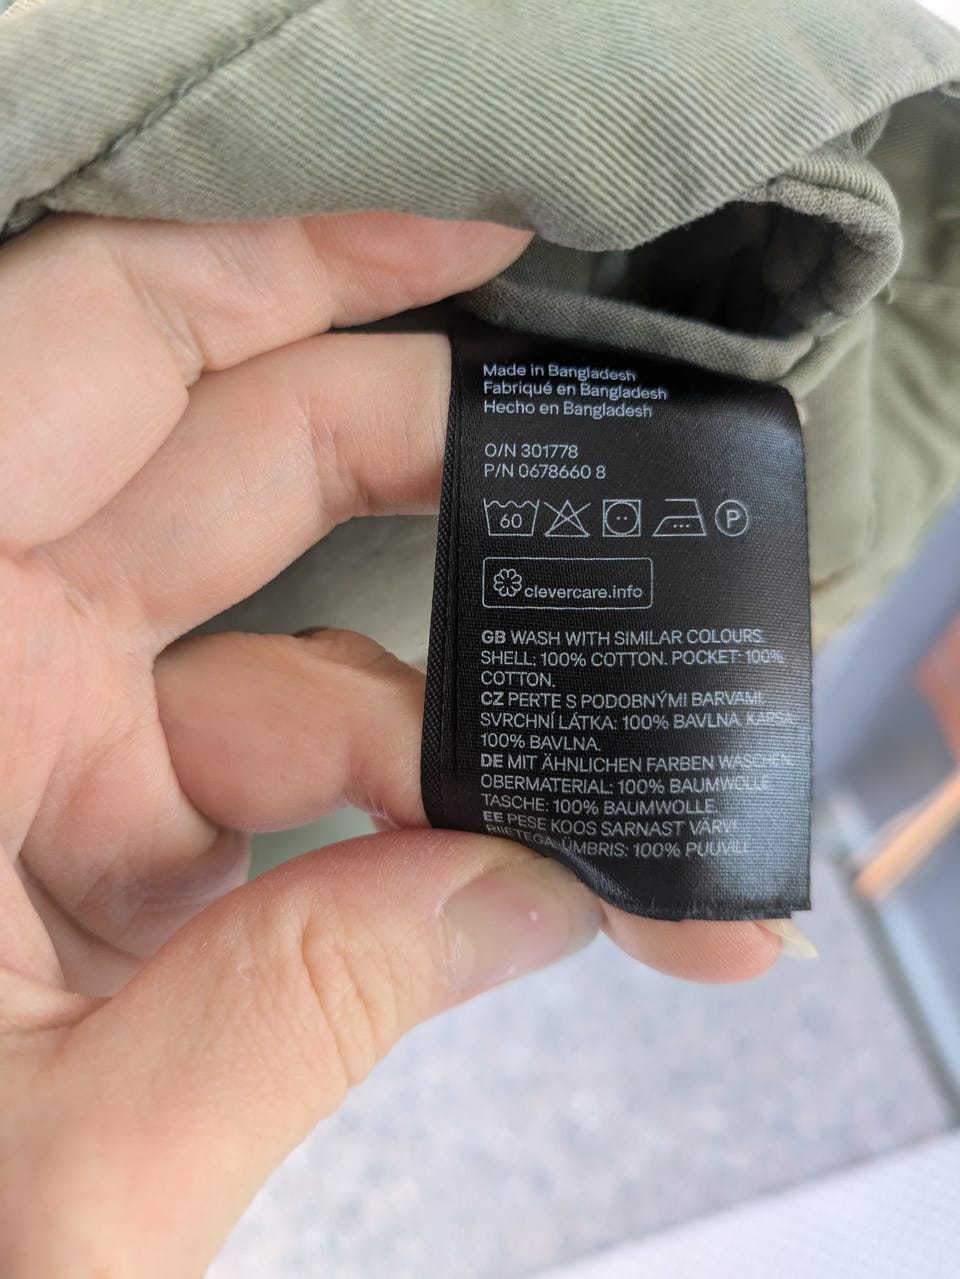 Made in Bangladesh
Fabriqué en Bangladesh
Hecho en Bangladesh
O/N 301778
P/N 0678660 8
60 P
clevercare.info
GB WASH WITH SIMILAR COLOURS.
SHELL: 100% COTTON. POCKET: 100%
COTTON.
CZ PERTE S PODOBNÝMI BARVAMI.
SVRCHNÍ LÁTKA: 100% BAVLNA. KAPSA:
100% BAVLNA.
DE MIT ÄHNLICHEN FARBEN WASCHEN.
OBERMATERIAL: 100% BAUMWOLLE.
TASCHE: 100% BAUMWOLLE.
EE PESE KOOS SARNAST VÄRVI
RIIETEGA. ÜMBRIS: 100% PUUVILL.